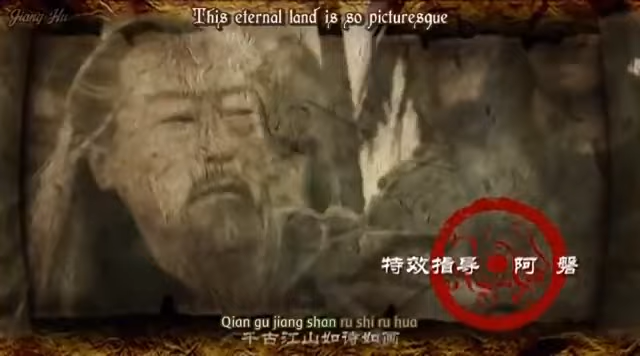 Jiang Hu
This eternal land is so picturesque
特效指导 阿磐
Qian gu jiang shan ru shi ru hua
千古江山如诗如画